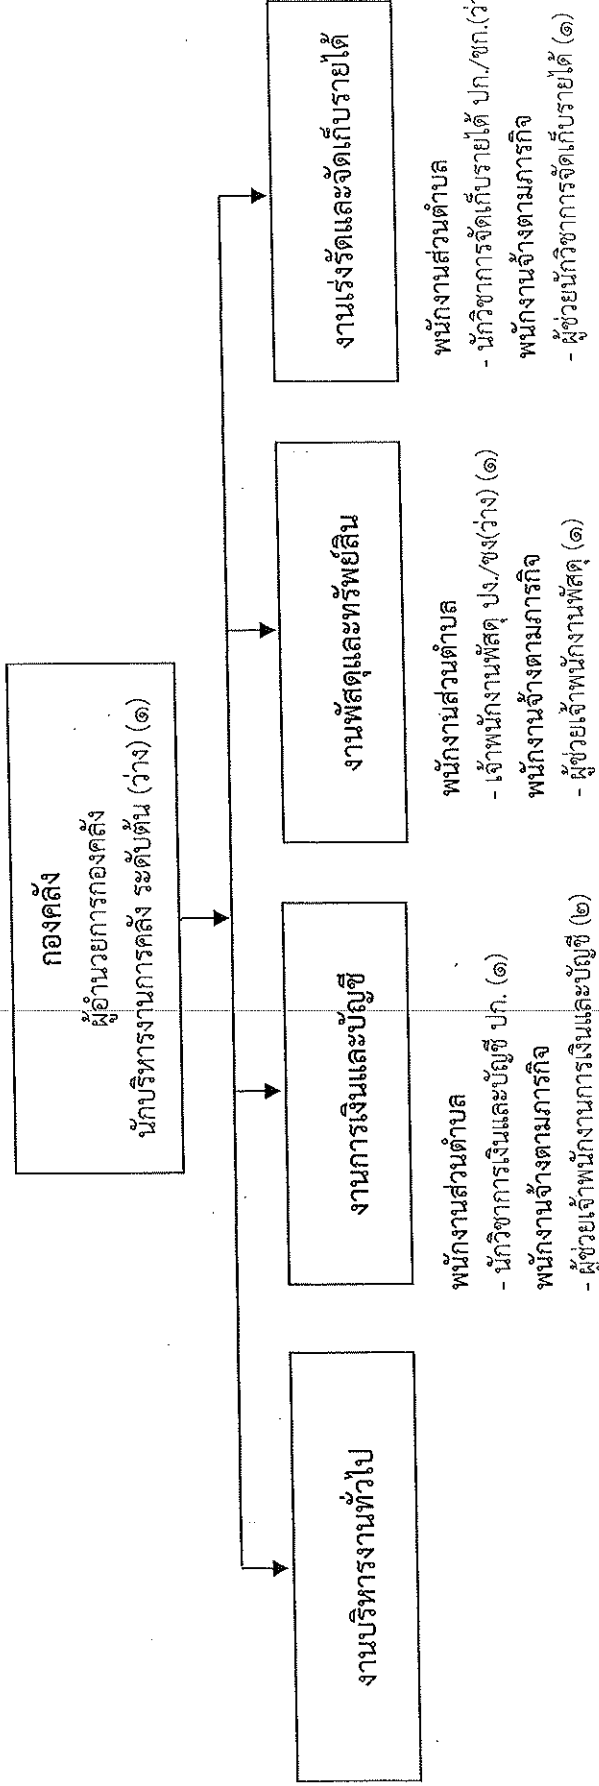 กองคลัง
ผู้อำนวยการกองคลัง
นักบริหารงานการคลัง ระดับต้น (ว่าง) (๑)
งานบริหารงานทั่วไป
งานการเงินและบัญชี
พนักงานส่วนตำบล
- นักวิชาการเงินและบัญชี ปก. (๑)
พนักงานจ้างตามภารกิจ
- ผู้ช่วยเจ้าพนักงานการเงินและบัญชี (๒)
งานพัสดุและทรัพย์สิน
พนักงานส่วนตำบล
- เจ้าพนักงานพัสดุ ปง./ชง(ว่าง) (๑)
พนักงานจ้างตามภารกิจ
- ผู้ช่วยเจ้าพนักงานพัสดุ (๑)
งานเร่งรัดและจัดเก็บรายได้
พนักงานส่วนตำบล
- นักวิชาการจัดเก็บรายได้ ปก./ชก.(ว่
พนักงานจ้างตามภารกิจ
- ผู้ช่วยนักวิชาการจัดเก็บรายได้ (๑)